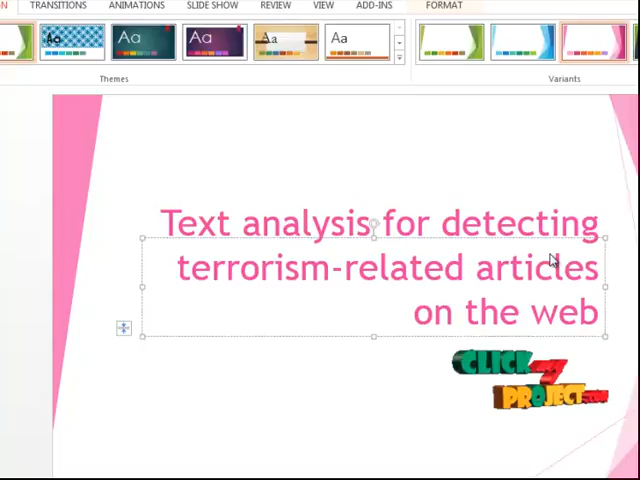 N TRANSITIONS ANIMATIONS SLIDE SHOW REVIEW VIEW ADD-INS FORMAT
Aa Aa Aa Aa Aa
Themes Variants
Text analysis for detecting
terrorism-related articles
on the web
CLICK
PROJECT.COM